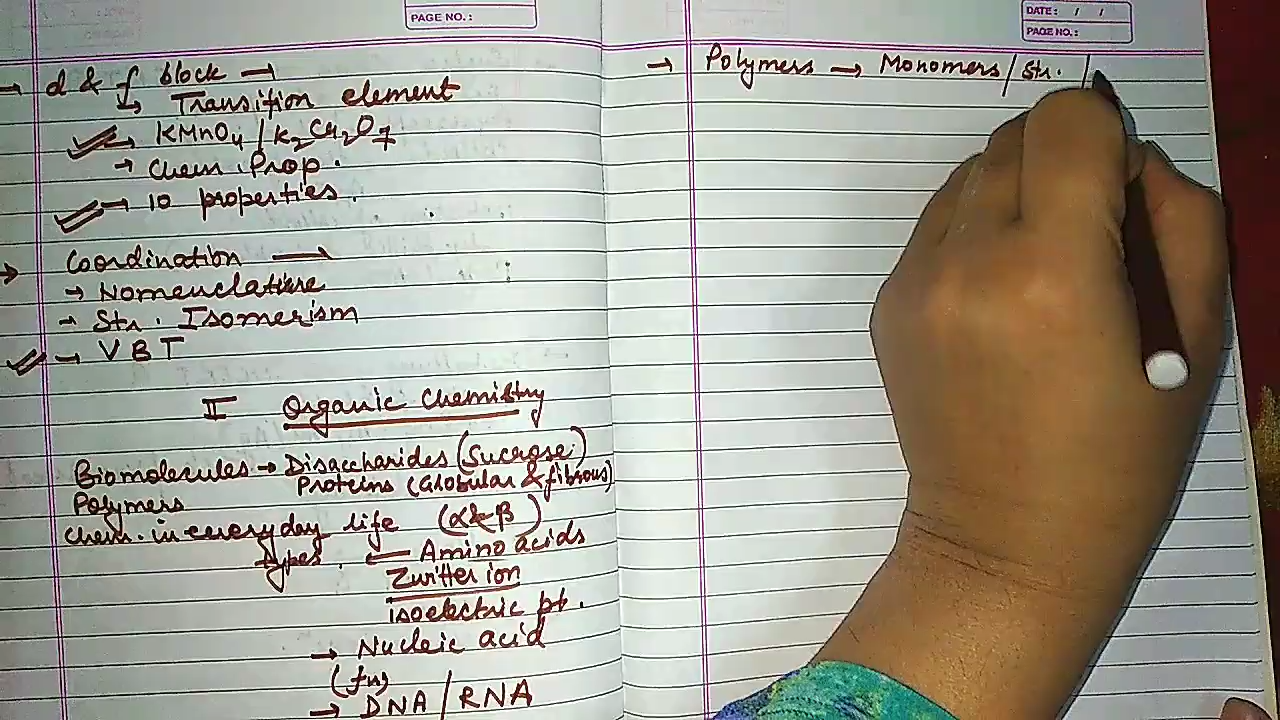 PAGE NO.:
→ d & f block →
↳ Transition element
→ KMnO4 / K2Cr2O7
→ Chem. Prop.
→ 10 properties.
→ Coordination →
→ Nomenclature
→ Str. Isomerism
→ VBT
II Organic Chemistry
Biomolecules → Disaccharides (Sucrose)
Proteins (Globular & fibrous)
Polymers
(α & β)
Chem. in everyday life
types. ← Amino acids
Zwitter ion
isoelectric pt.
→ Nucleic acid
(fn)
→ DNA / RNA
DATE: / /
PAGE NO.:
→ Polymers → Monomers / Str. /